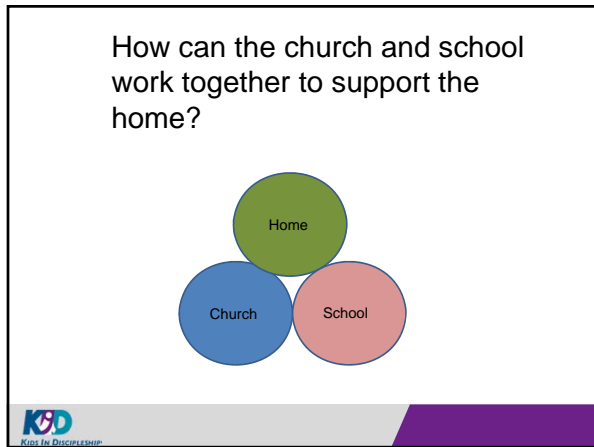 How can the church and school
work together to support the
home?
Home
Church
School
KID
KIDS IN DISCIPLESHIP